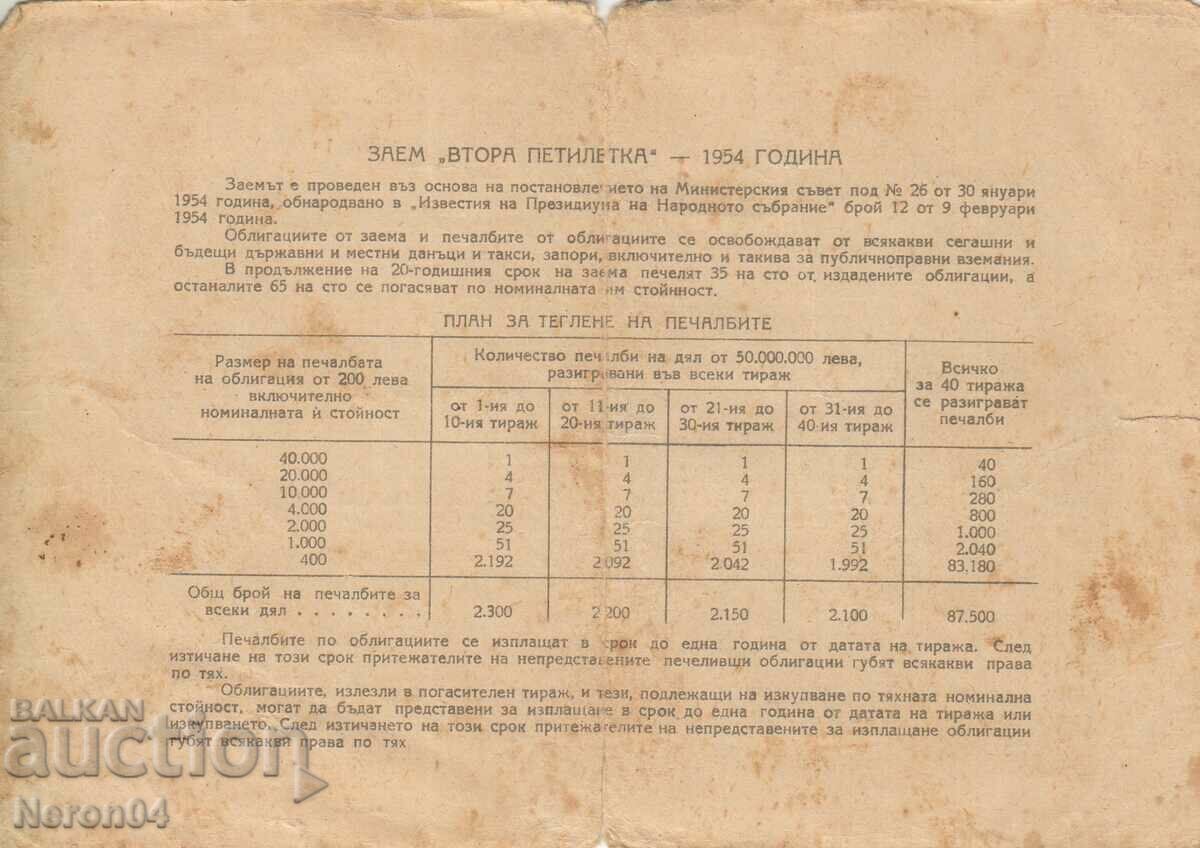 ЗАЕМ „ВТОРА ПЕТИЛЕТКА“ — 1954 ГОДИНА
Заемът е проведен въз основа на постановлението на Министерския съвет под № 26 от 30 януари
1954 година, обнародвано в „Известия на Президиума на Народното събрание“ брой 12 от 9 февруари
1954 година.
Облигациите от заема и печалбите от облигациите се освобождават от всякакви сегашни и
бъдещи държавни и местни данъци и такси, запори, включително и такива за публичноправни вземания.
В продължение на 20-годишния срок на заема печелят 35 на сто от издадените облигации, а
останалите 65 на сто се погасяват по номиналната им стойнност.
ПЛАН ЗА ТЕГЛЕНЕ НА ПЕЧАЛБИТЕ
Размер на печалбата
на облигация от 200 лева
включително
номиналната ѝ стойност
Количество печалби на дял от 50.000.000 лева,
разигравани във всеки тираж
от 1-ия до
10-ия тираж
от 11-ия до
20-ия тираж
от 21-ия до
30-ия тираж
от 31-ия до
40-ия тираж
Всичко
за 40 тиража
се разиграват
печалби
40.000 1 1 1 1 40
20.000 4 4 4 4 160
10.000 7 7 7 7 280
4.000 20 20 20 20 800
2.000 25 25 25 25 1.000
1.000 51 51 51 51 2.040
400 2.192 2.092 2.042 1.992 83.180
Общ брой на печалбите за
всеки дял . . . . . . . . 2.300 2.200 2.150 2.100 87.500
Печалбите по облигациите се изплащат в срок до една година от датата на тиража. След
изтичане на този срок притежателите на непредставените печеливши облигации губят всякакви права
по тях.
Облигациите, излезли в погасителен тираж, и тези, подлежащи на изкупване по тяхната номинална
стойност, могат да бъдат представени за изплащане в срок до една година от датата на тиража или
изкупването. След изтичането на този срок притежателите на непредставените за изплащане облигации
губят всякакви права по тях
BALKAN
auction
Neron04